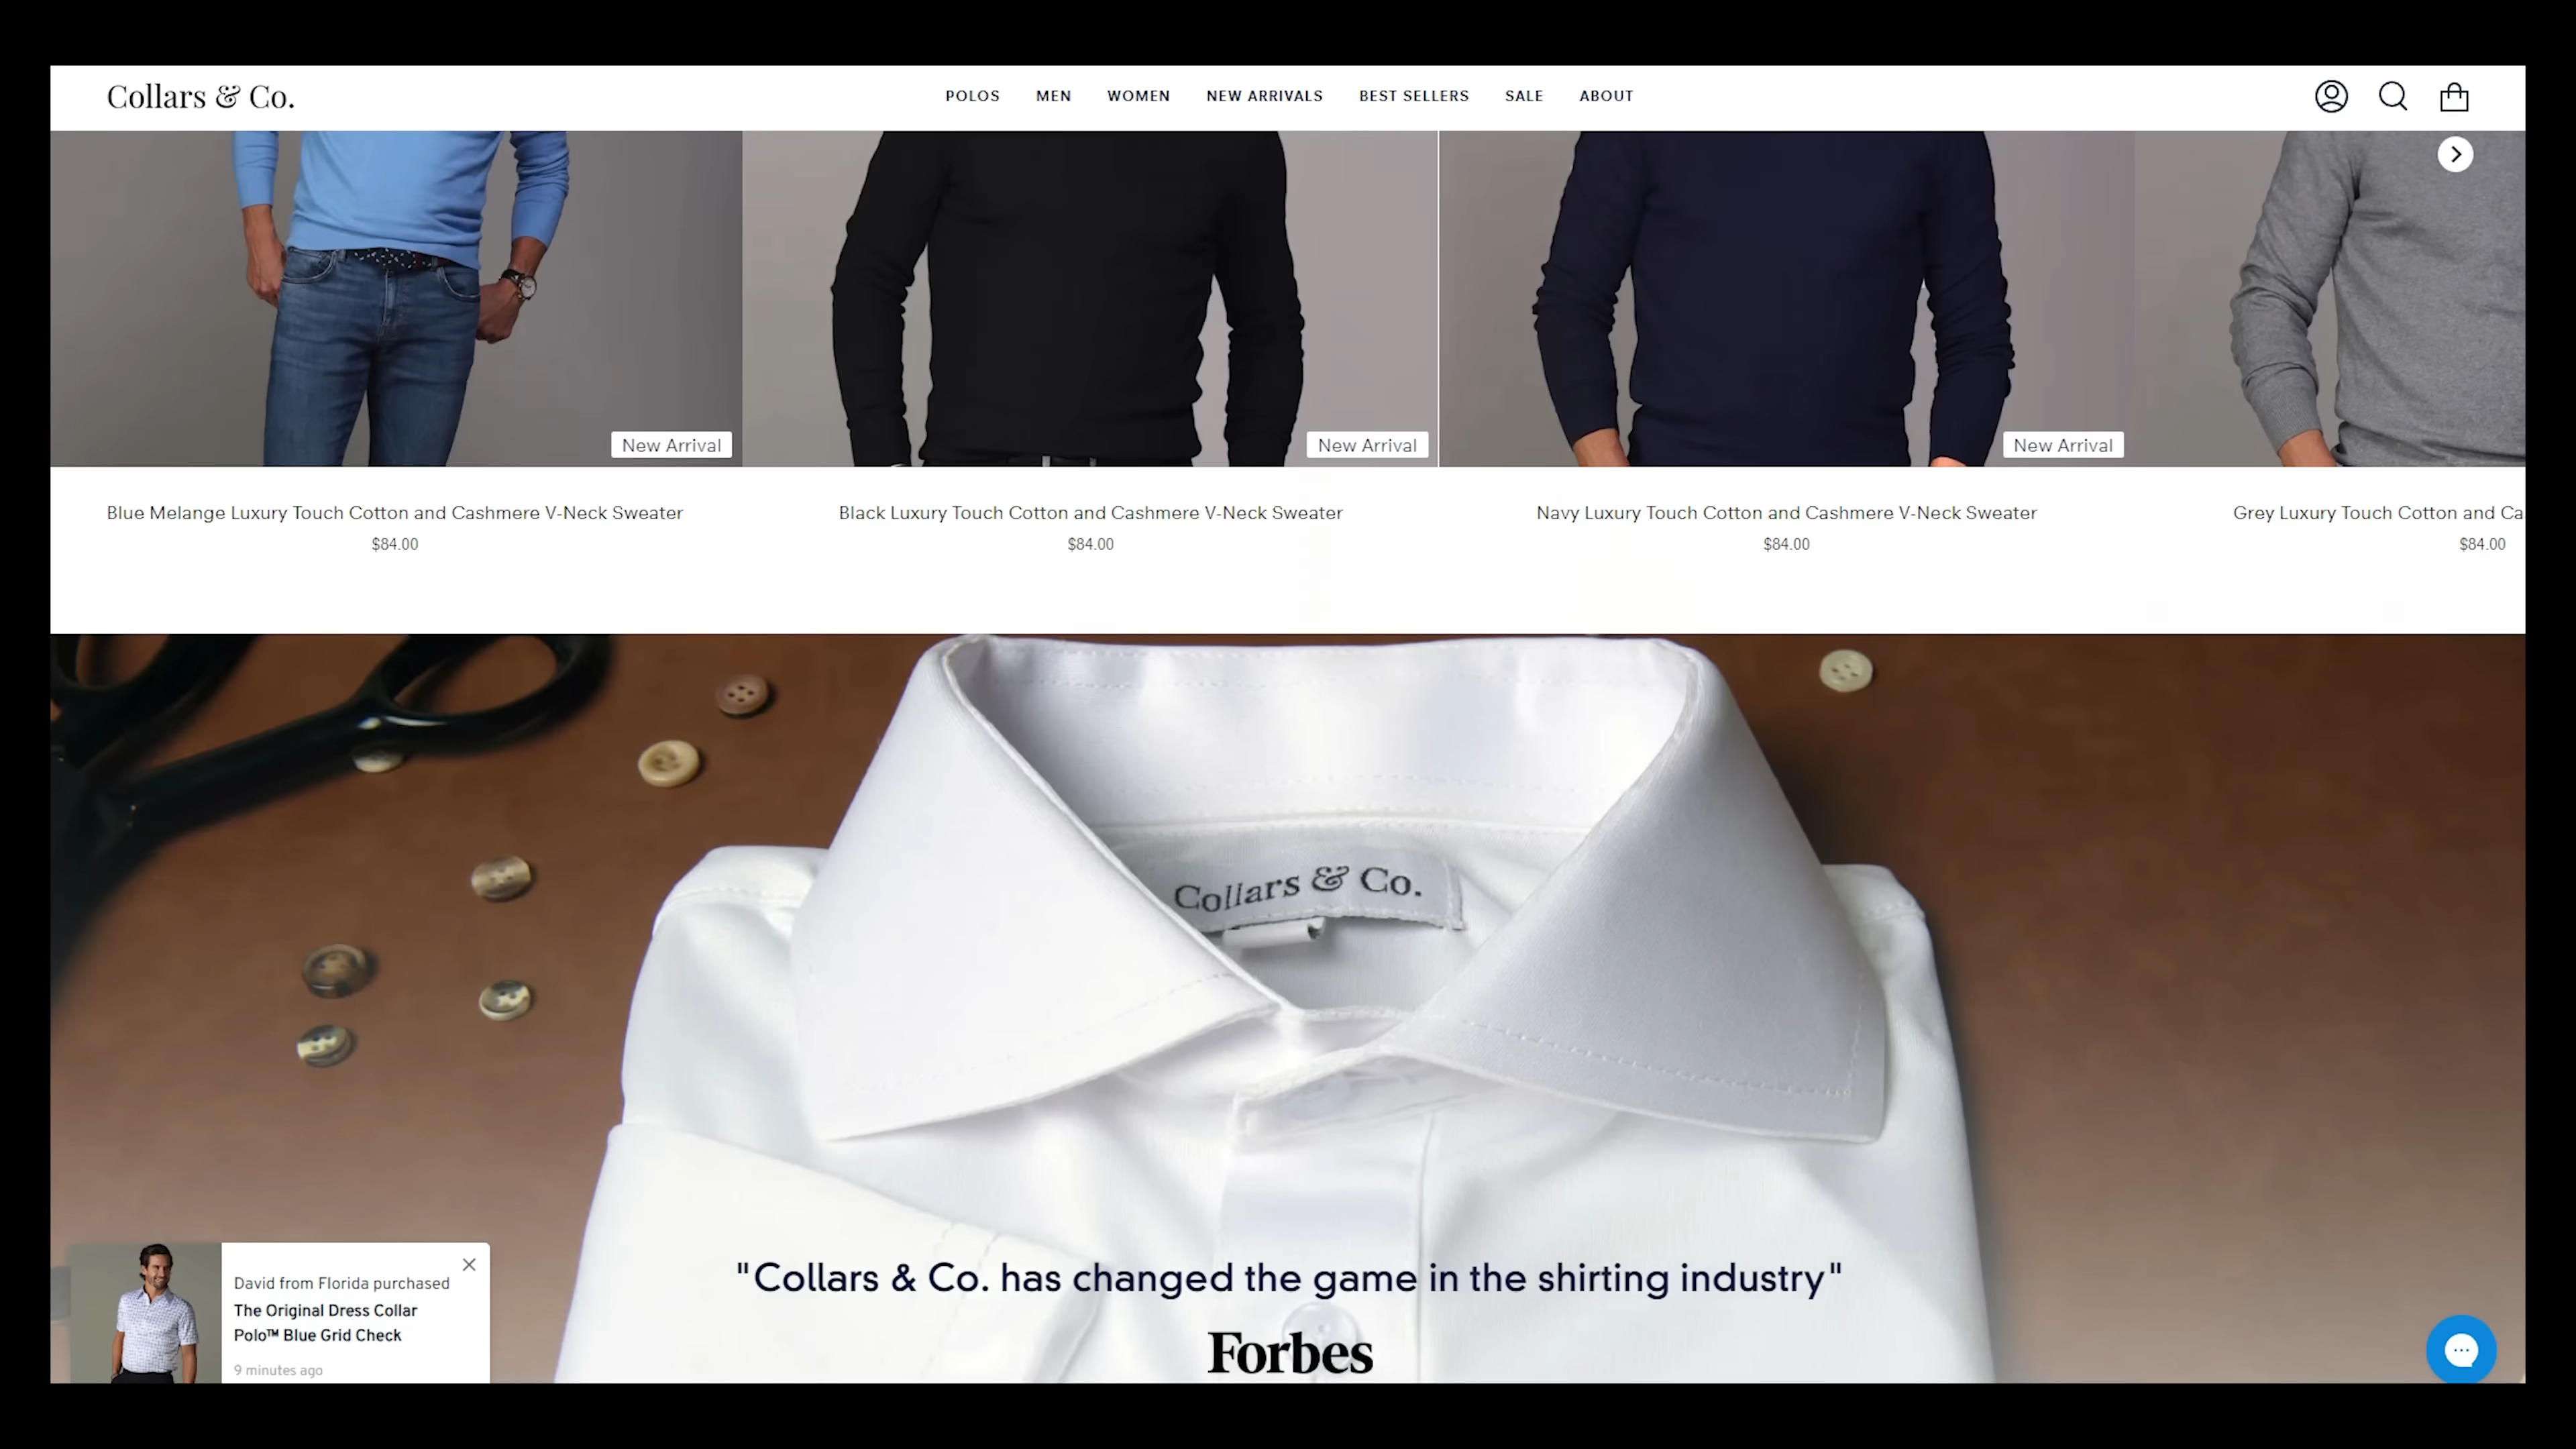 Collars & Co.
POLOS MEN WOMEN NEW ARRIVALS BEST SELLERS SALE ABOUT
New Arrival
New Arrival
New Arrival
Blue Melange Luxury Touch Cotton and Cashmere V-Neck Sweater
$84.00
Black Luxury Touch Cotton and Cashmere V-Neck Sweater
$84.00
Navy Luxury Touch Cotton and Cashmere V-Neck Sweater
$84.00
Grey Luxury Touch Cotton and Ca
$84.00
Collars & Co.
"Collars & Co. has changed the game in the shirting industry"
Forbes
David from Florida purchased
The Original Dress Collar
Polo™ Blue Grid Check
9 minutes ago